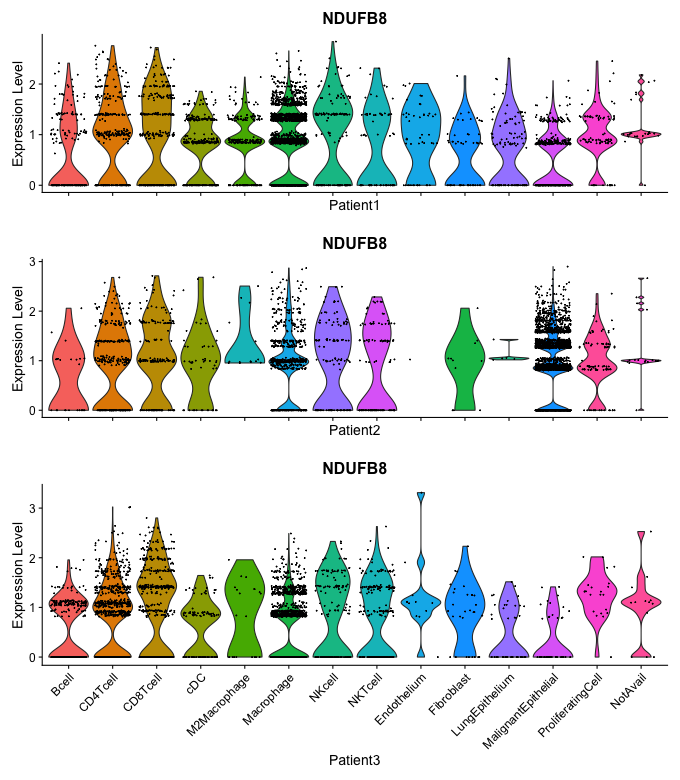 NDUFB8
Expression Level
2
1
0
Patient1
NDUFB8
Expression Level
3
2
1
0
Patient2
NDUFB8
Expression Level
3
2
1
0
Bcell
CD4Tcell
CD8Tcell
cDC
M2Macrophage
Macrophage
NKcell
NKTcell
Endothelium
Fibroblast
LungEpithelium
MalignantEpithelial
ProliferatingCell
NotAvail
Patient3